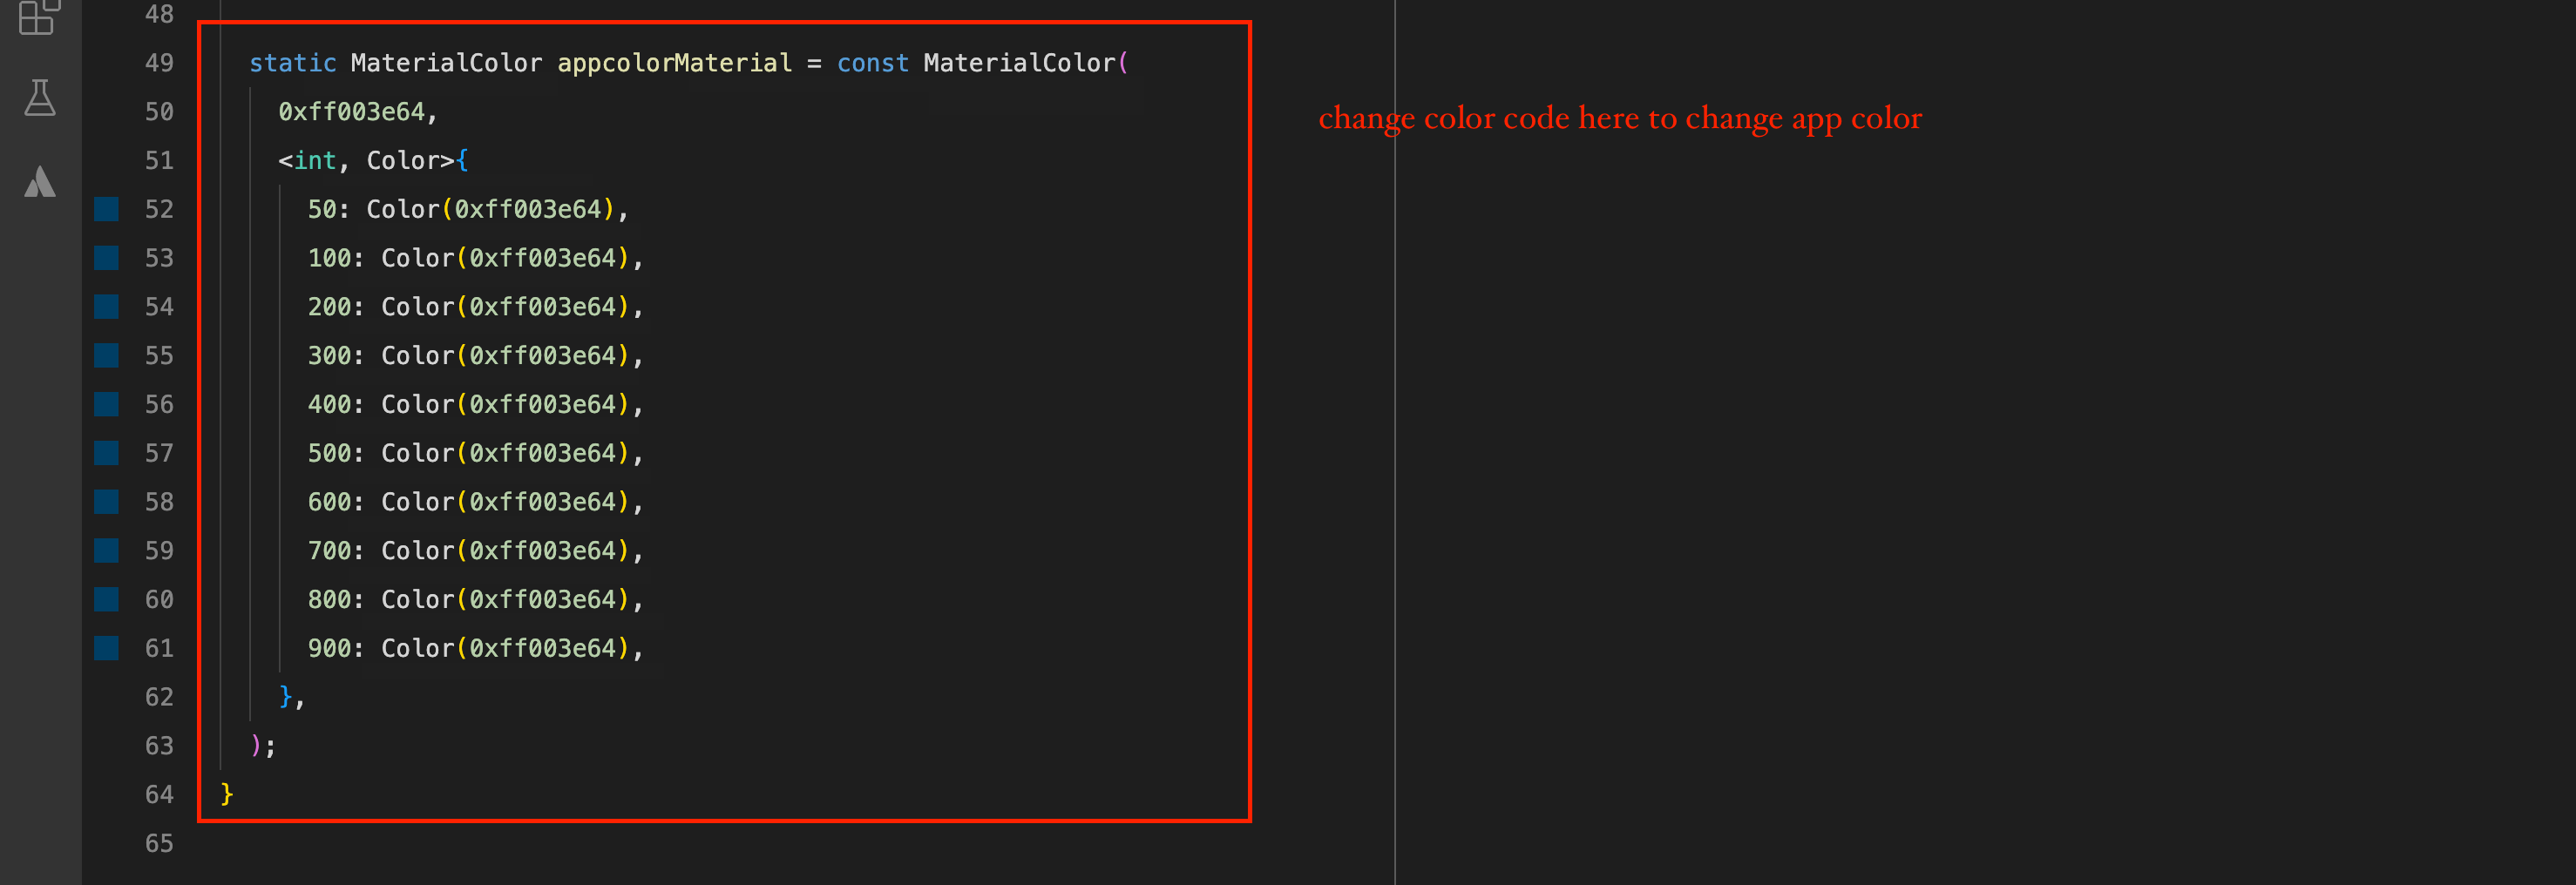 48
49 static MaterialColor appcolorMaterial = const MaterialColor(
50 0xff003e64,
change color code here to change app color
51 <int, Color>{
52 50: Color(0xff003e64),
53 100: Color(0xff003e64),
54 200: Color(0xff003e64),
55 300: Color(0xff003e64),
56 400: Color(0xff003e64),
57 500: Color(0xff003e64),
58 600: Color(0xff003e64),
59 700: Color(0xff003e64),
60 800: Color(0xff003e64),
61 900: Color(0xff003e64),
62 },
63 );
64 }
65